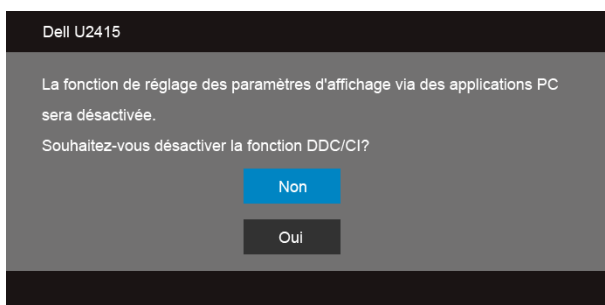 Dell U2415
La fonction de réglage des paramètres d'affichage via des applications PC
sera désactivée.
Souhaitez-vous désactiver la fonction DDC/CI?
Non
Oui